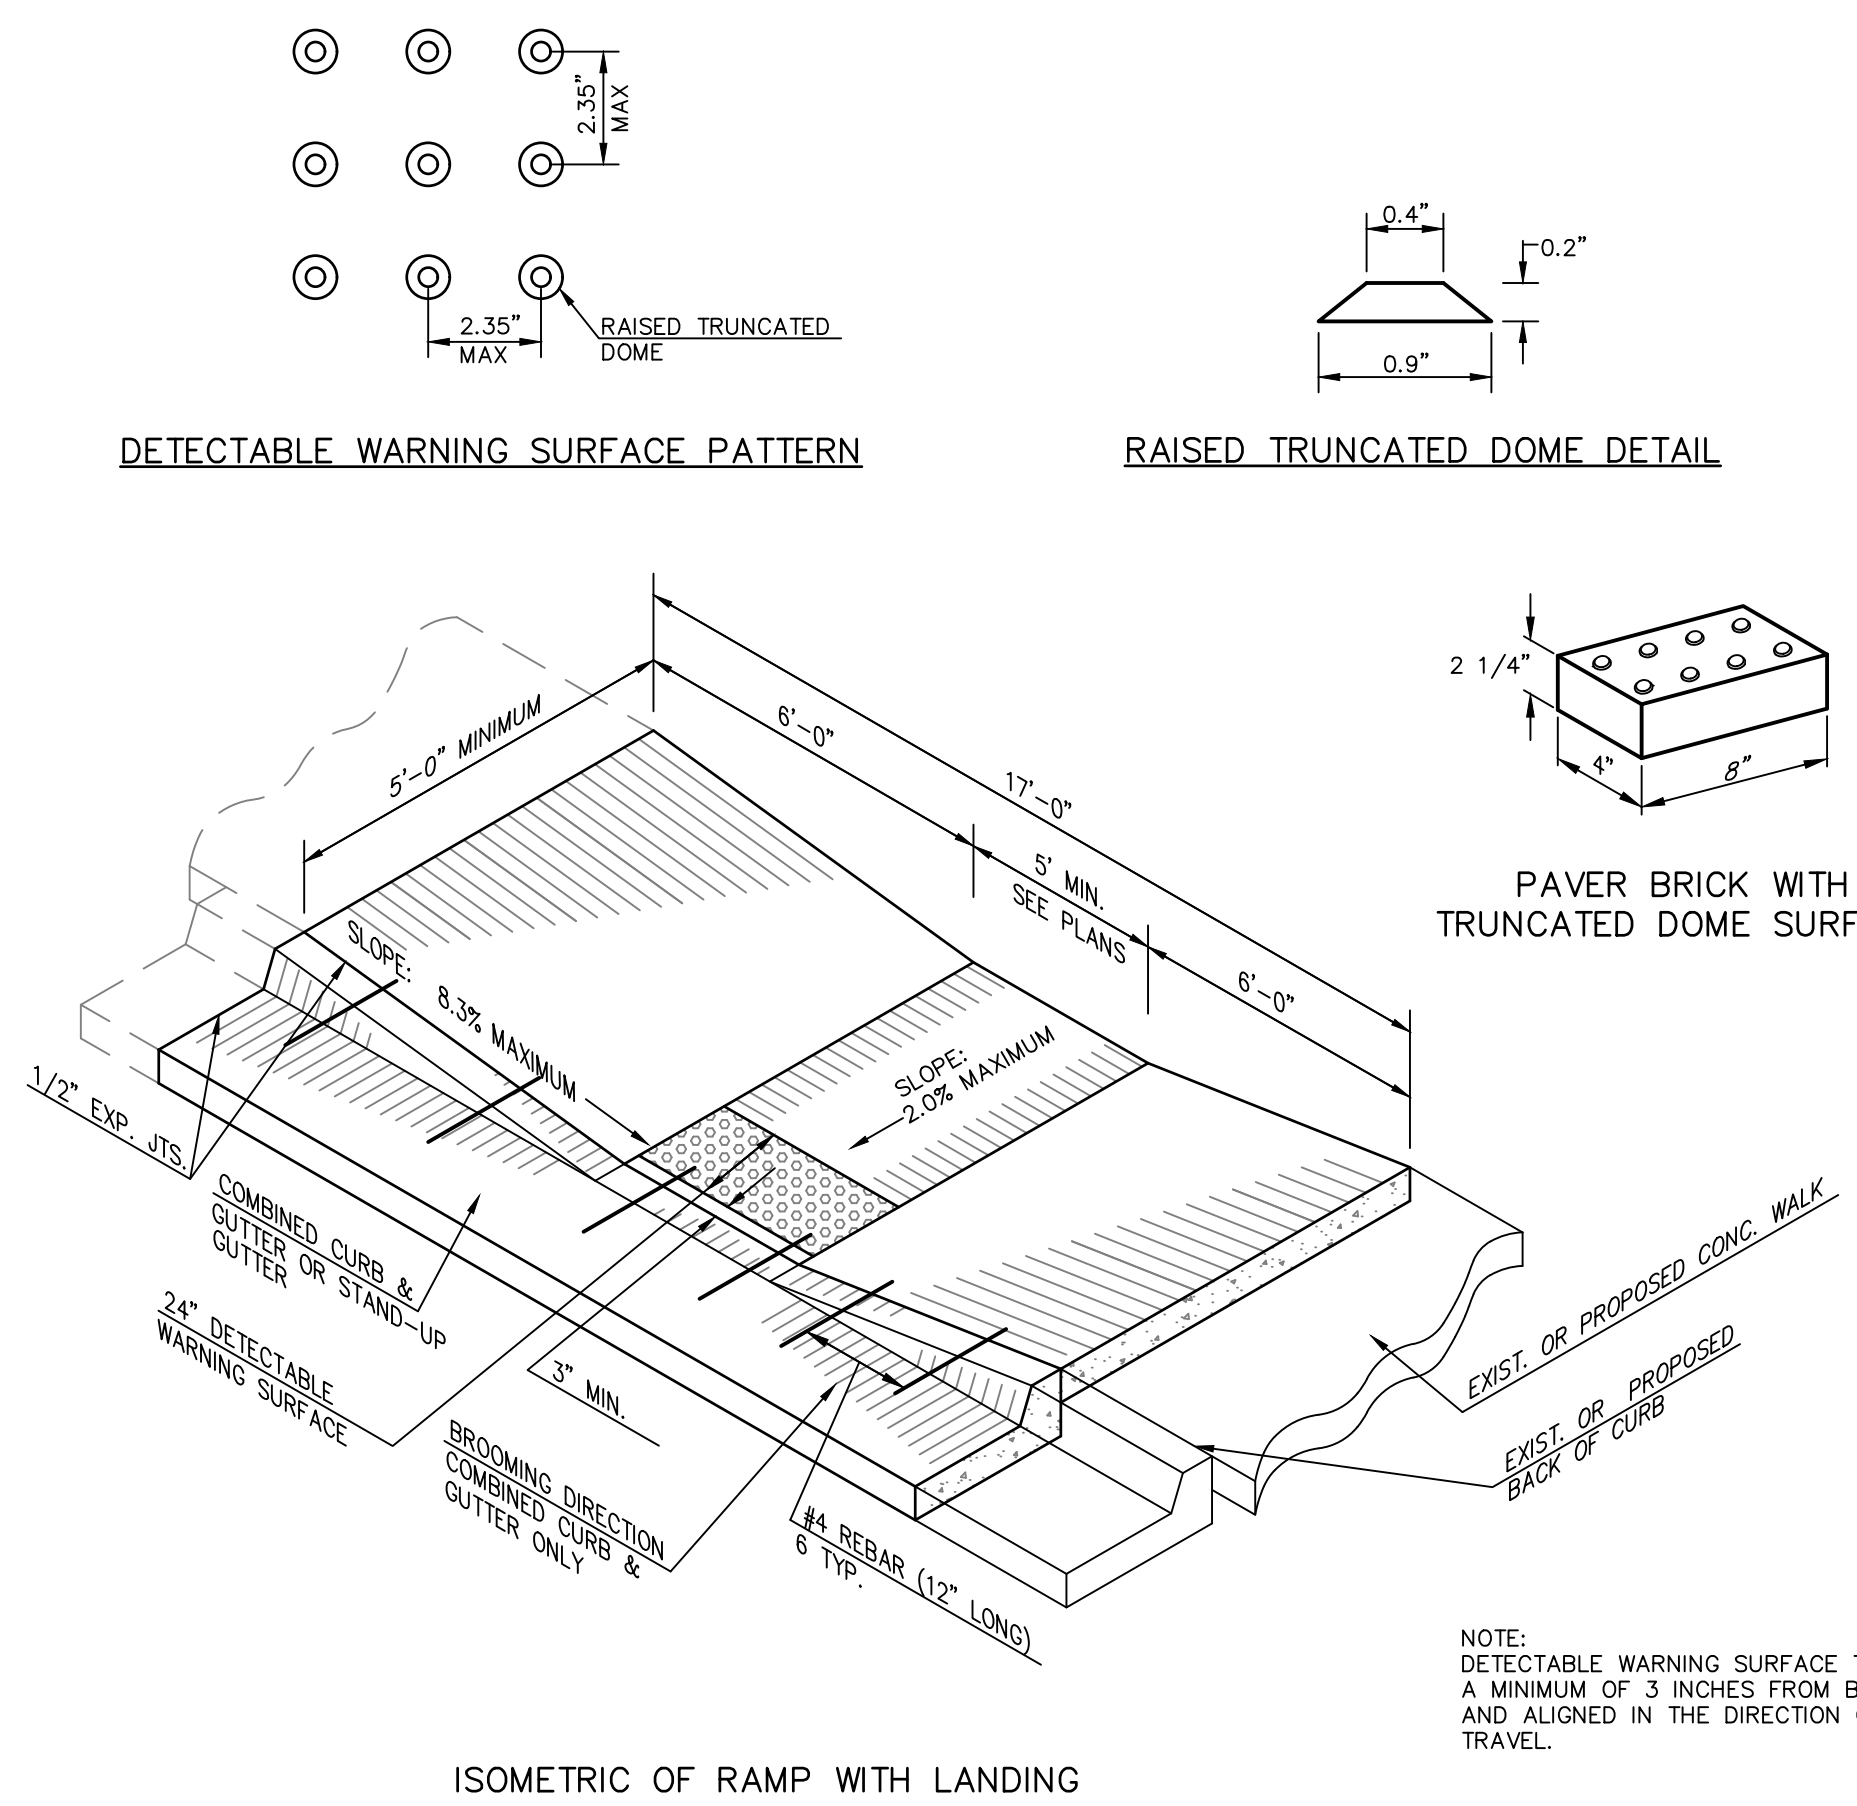 2.35"
MAX
2.35"
MAX
RAISED TRUNCATED
DOME
DETECTABLE WARNING SURFACE PATTERN
0.4"
0.2"
0.9"
RAISED TRUNCATED DOME DETAIL
2 1/4"
4"
8"
PAVER BRICK WITH
TRUNCATED DOME SURF
5'-0" MINIMUM
6'-0"
17'-0"
5' MIN.
SEE PLANS
6'-0"
SLOPE:
8.3% MAXIMUM
SLOPE:
2.0% MAXIMUM
1/2" EXP. JTS.
COMBINED CURB &
GUTTER OR STAND-UP
GUTTER
24" DETECTABLE
WARNING SURFACE
3" MIN.
BROOMING DIRECTION
COMBINED CURB &
GUTTER ONLY
#4 REBAR (12" LONG)
6 TYP.
EXIST. OR PROPOSED CONC. WALK
EXIST. OR PROPOSED
BACK OF CURB
NOTE:
DETECTABLE WARNING SURFACE
A MINIMUM OF 3 INCHES FROM
AND ALIGNED IN THE DIRECTION
TRAVEL.
ISOMETRIC OF RAMP WITH LANDING